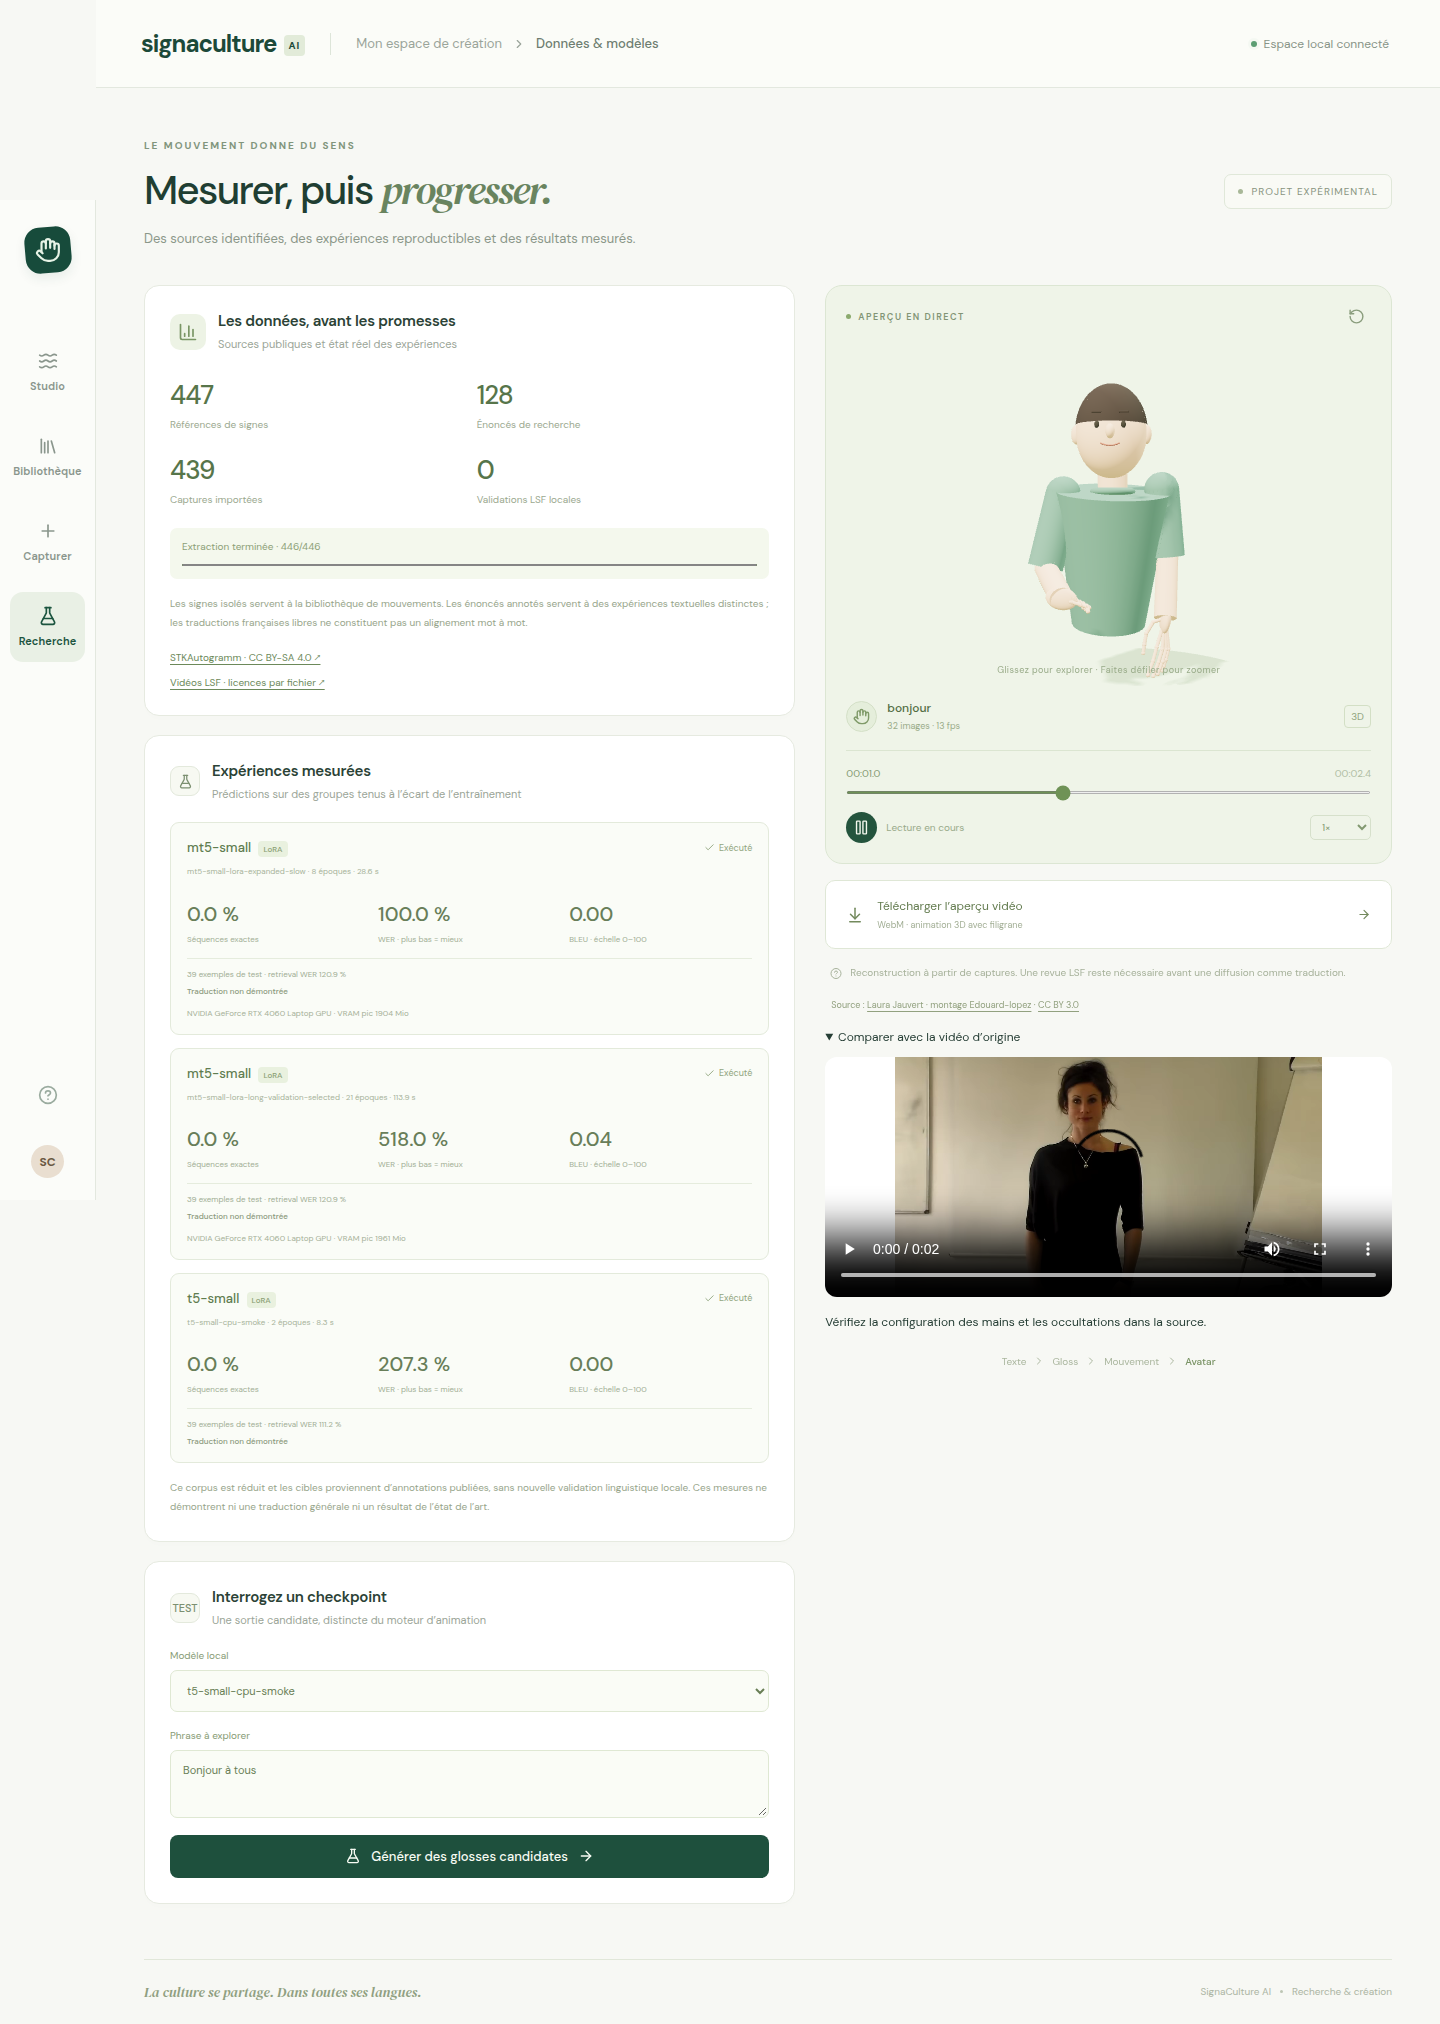 signaculture AI
Mon espace de création > Données & modèles
Espace local connecté
LE MOUVEMENT DONNE DU SENS
Mesurer, puis progresser.
PROJET EXPÉRIMENTAL
Des sources identifiées, des expériences reproductibles et des résultats mesurés.
Studio
Bibliothèque
Capturer
Recherche
SC
Les données, avant les promesses
Sources publiques et état réel des expériences
447
Références de signes
128
Énoncés de recherche
439
Captures importées
0
Validations LSF locales
Extraction terminée · 446/446
Les signes isolés servent à la bibliothèque de mouvements. Les énoncés annotés servent à des expériences textuelles distinctes ;
les traductions françaises libres ne constituent pas un alignement mot à mot.
STKAutogramm · CC BY-SA 4.0 ↗
Vidéos LSF · licences par fichier ↗
Expériences mesurées
Prédictions sur des groupes tenus à l’écart de l’entraînement
mt5-small LoRA
Exécuté
mt5-small-lora-expanded-slow · 8 époques · 28.6 s
0.0 %
Séquences exactes
100.0 %
WER · plus bas = mieux
0.00
BLEU · échelle 0–100
39 exemples de test · retrieval WER 120.9 %
Traduction non démontrée
NVIDIA GeForce RTX 4060 Laptop GPU · VRAM pic 1904 Mio
mt5-small LoRA
Exécuté
mt5-small-lora-long-validation-selected · 21 époques · 113.9 s
0.0 %
Séquences exactes
518.0 %
WER · plus bas = mieux
0.04
BLEU · échelle 0–100
39 exemples de test · retrieval WER 120.9 %
Traduction non démontrée
NVIDIA GeForce RTX 4060 Laptop GPU · VRAM pic 1961 Mio
t5-small LoRA
Exécuté
t5-small-cpu-smoke · 2 époques · 8.3 s
0.0 %
Séquences exactes
207.3 %
WER · plus bas = mieux
0.00
BLEU · échelle 0–100
39 exemples de test · retrieval WER 111.2 %
Traduction non démontrée
Ce corpus est réduit et les cibles proviennent d’annotations publiées, sans nouvelle validation linguistique locale. Ces mesures ne
démontrent ni une traduction générale ni un résultat de l’état de l’art.
TEST
Interrogez un checkpoint
Une sortie candidate, distincte du moteur d’animation
Modèle local
t5-small-cpu-smoke
Phrase à explorer
Bonjour à tous
Générer des glosses candidates →
APERÇU EN DIRECT
Glissez pour explorer · Faites défiler pour zoomer
bonjour
32 images · 13 fps
3D
00:01.0
00:02.4
Lecture en cours
1×
Télécharger l’aperçu vidéo
WebM · animation 3D avec filigrane
Reconstruction à partir de captures. Une revue LSF reste nécessaire avant une diffusion comme traduction.
Source : Laura Jauvert · montage Edouard-lopez · CC BY 3.0
▼ Comparer avec la vidéo d’origine
0:00 / 0:02
Vérifiez la configuration des mains et les occultations dans la source.
Texte > Gloss > Mouvement > Avatar
La culture se partage. Dans toutes ses langues.
SignaCulture AI • Recherche & création